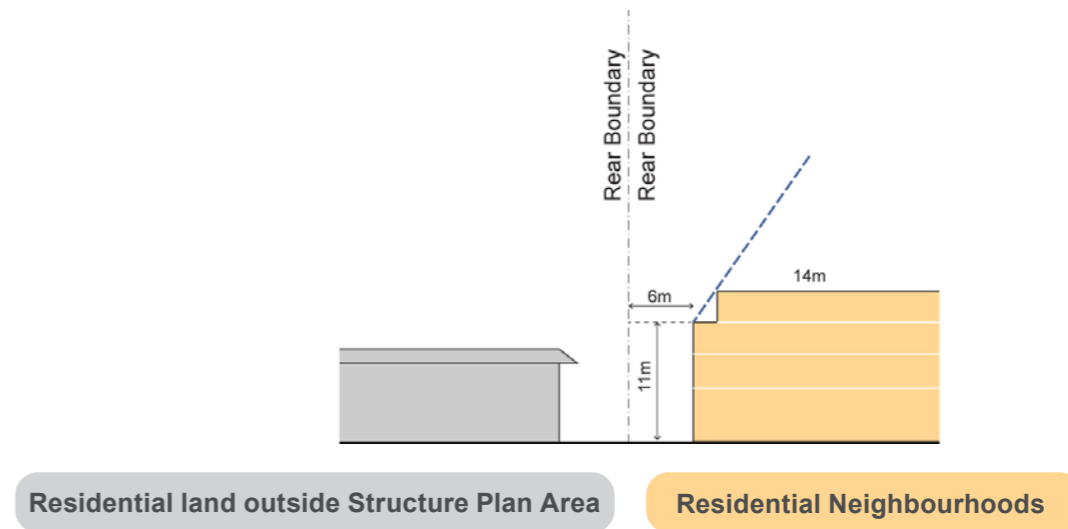 Rear Boundary
Rear Boundary
14m
6m
11m
Residential land outside Structure Plan Area
Residential Neighbourhoods